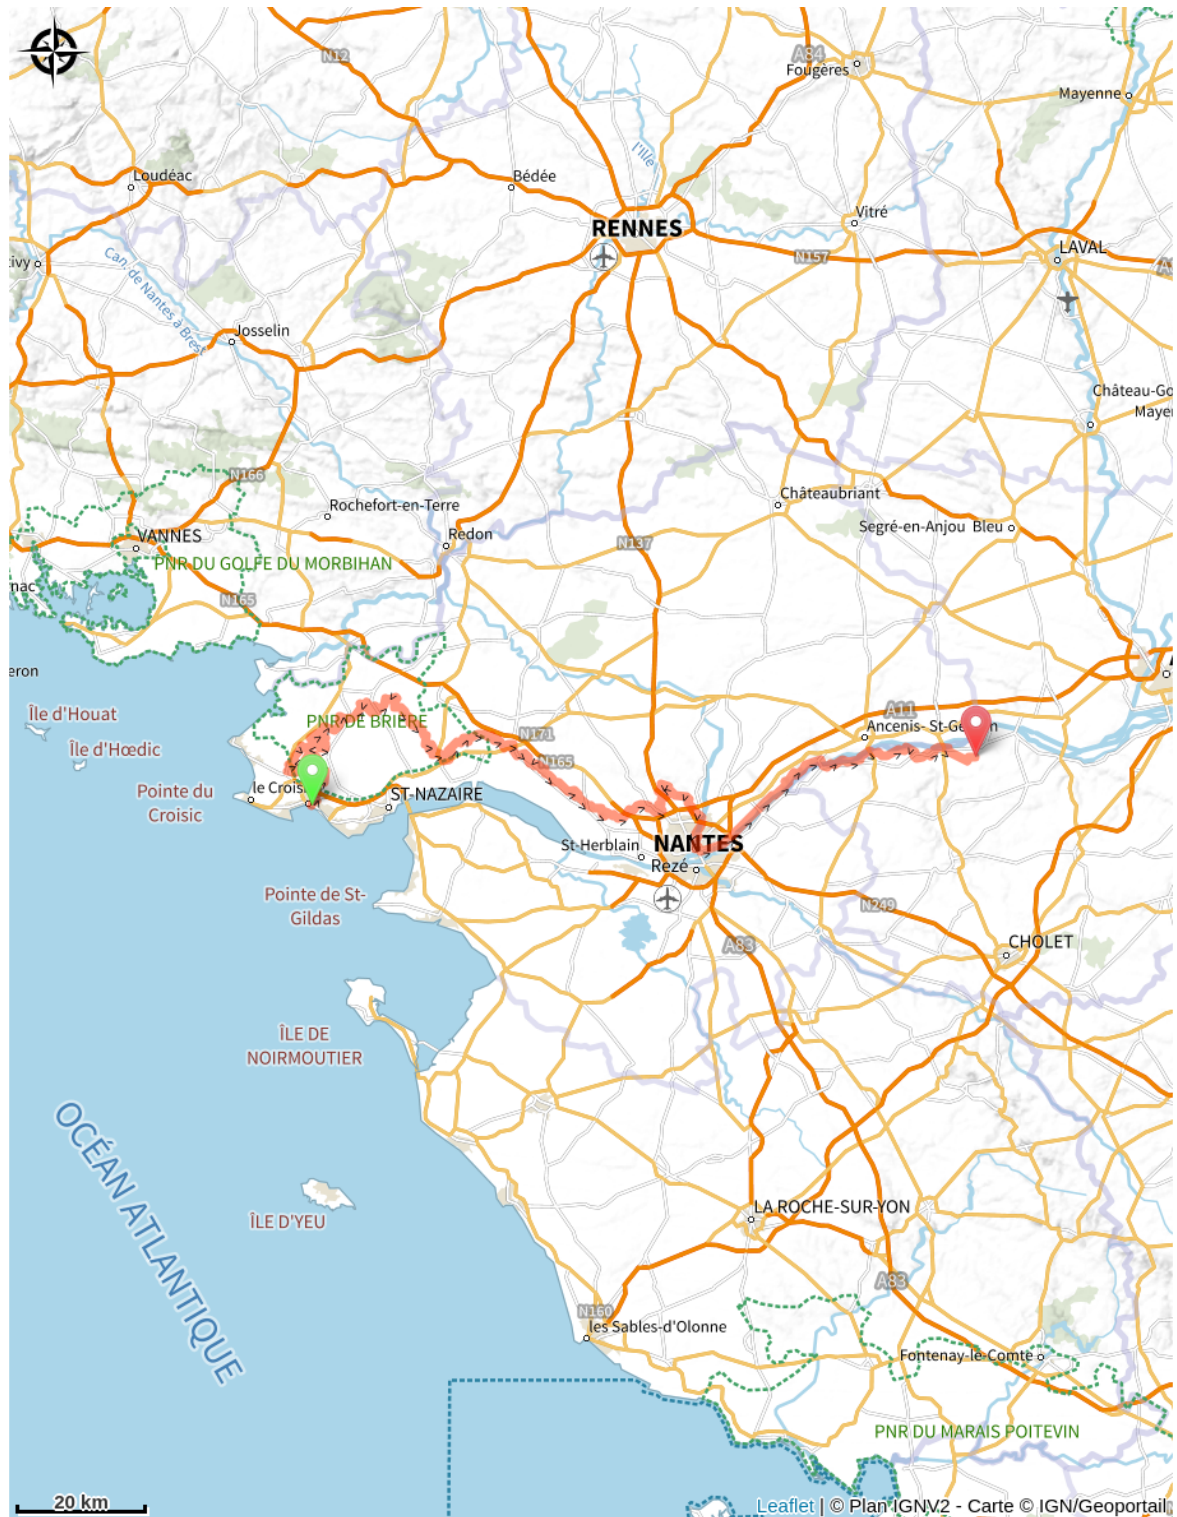 N12
A84
Fougères
Mayenne
l'Ille
Loudéac
Bédée
Vitré
RENNES
N157
LAVAL
Can. de Nantes à Brest
Josselin
Château-Go
Mayen
N166
Rochefort-en-Terre
Châteaubriant
Segré-en-Anjou Bleu
VANNES
Redon
N137
PNR DU GOLFE DU MORBIHAN
N165
Île d'Houat
PNR DE BRIÈRE
A11
Ancenis-St-Gé
N171
Île d'Hœdic
N165
Pointe du
Croisic
le Crois
ST-NAZAIRE
St-Herblain
NANTES
Rezé
Pointe de St-
Gildas
N249
A83
CHOLET
ÎLE DE
NOIRMOUTIER
OCÉAN ATLANTIQUE
ÎLE D'YEU
LA ROCHE-SUR-YON
A83
N160
les Sables-d'Olonne
Fontenay-le-Comte
PNR DU MARAIS POITEVIN
20 km
Leaflet | © Plan IGNV2 - Carte © IGN/Geoportail